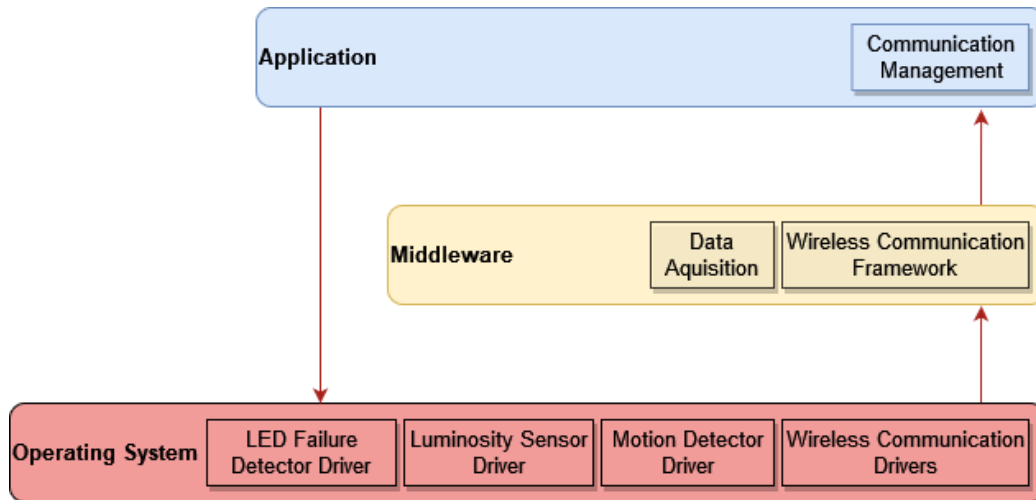 Application
Communication
Management
Middleware
Data
Aquisition
Wireless Communication
Framework
Operating System
LED Failure
Detector Driver
Luminosity Sensor
Driver
Motion Detector
Driver
Wireless Communication
Drivers